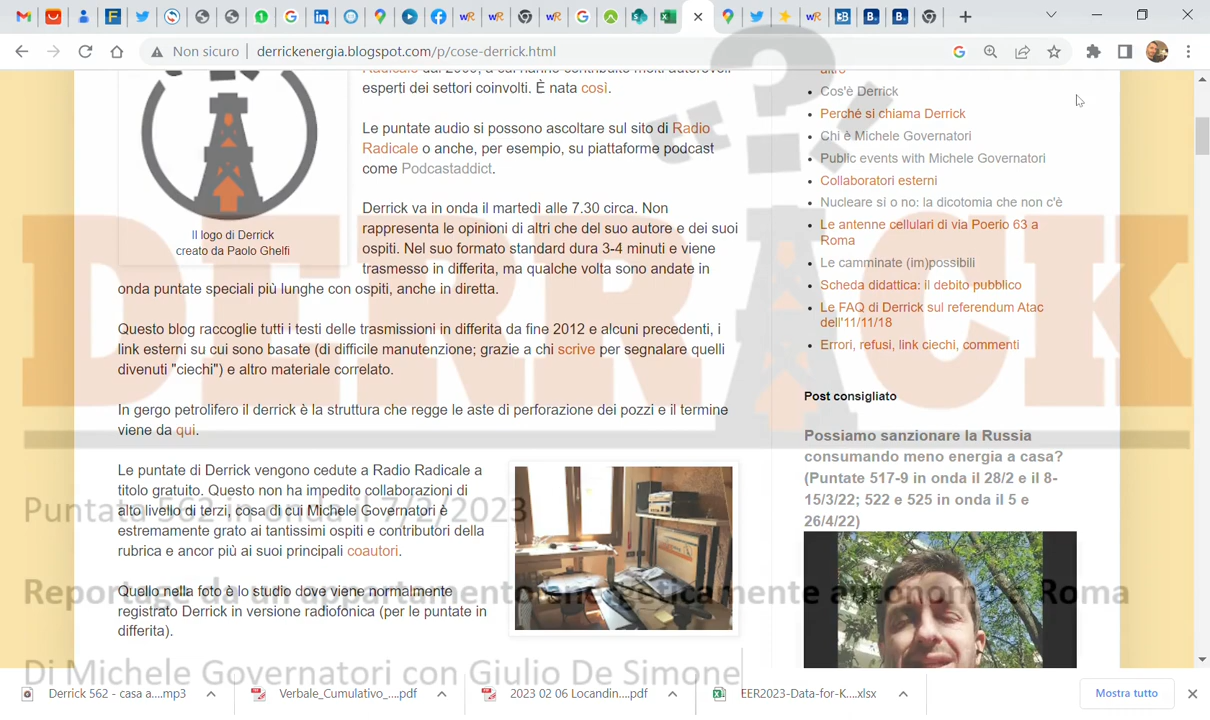 Non sicuro
derrickenergia.blogspot.com/p/cose-derrick.html
Radicale
esperti dei settori coinvolti. È nata così.
Le puntate audio si possono ascoltare sul sito di Radio
Radicale o anche, per esempio, su piattaforme podcast
come Podcastaddict.
Derrick va in onda il martedì alle 7.30 circa. Non
rappresenta le opinioni di altri che del suo autore e dei suoi
ospiti. Nel suo formato standard dura 3-4 minuti e viene
trasmesso in differita, ma qualche volta sono andate in
onda puntate speciali più lunghe con ospiti, anche in diretta.
Il logo di Derrick
creato da Paolo Ghelfi
Questo blog raccoglie tutti i testi delle trasmissioni in differita da fine 2012 e alcuni precedenti, i
link esterni su cui sono basate (di difficile manutenzione; grazie a chi scrive per segnalare quelli
divenuti "ciechi") e altro materiale correlato.
In gergo petrolifero il derrick è la struttura che regge le aste di perforazione dei pozzi e il termine
viene da qui.
Le puntate di Derrick vengono cedute a Radio Radicale a
titolo gratuito. Questo non ha impedito collaborazioni di
alto livello di terzi, cosa di cui Michele Governatori è
estremamente grato ai tantissimi ospiti e contributori della
rubrica e ancor più ai suoi principali coautori.
Quello nella foto è lo studio dove viene normalmente
registrato Derrick in versione radiofonica (per le puntate in
differita).
altro
Cos'è Derrick
Perché si chiama Derrick
Chi è Michele Governatori
Public events with Michele Governatori
Collaboratori esterni
Nucleare si o no: la dicotomia che non c'è
Le antenne cellulari di via Poerio 63 a
Roma
Le camminate (im)possibili
Scheda didattica: il debito pubblico
Le FAQ di Derrick sul referendum Atac
dell'11/11/18
Errori, refusi, link ciechi, commenti
Post consigliato
Possiamo sanzionare la Russia
consumando meno energia a casa?
(Puntate 517-9 in onda il 28/2 e il 8-
15/3/22; 522 e 525 in onda il 5 e
26/4/22)
DERRICK
Puntata 562 in onda il 7/2/2023
Reportage da un appartamento energeticamente autonomo a Roma
Di Michele Governatori con Giulio De Simone
Derrick 562 - casa a....mp3
Verbale_Cumulativo_....pdf
2023 02 06 Locandin....pdf
EER2023-Data-for-K....xlsx
Mostra tutto